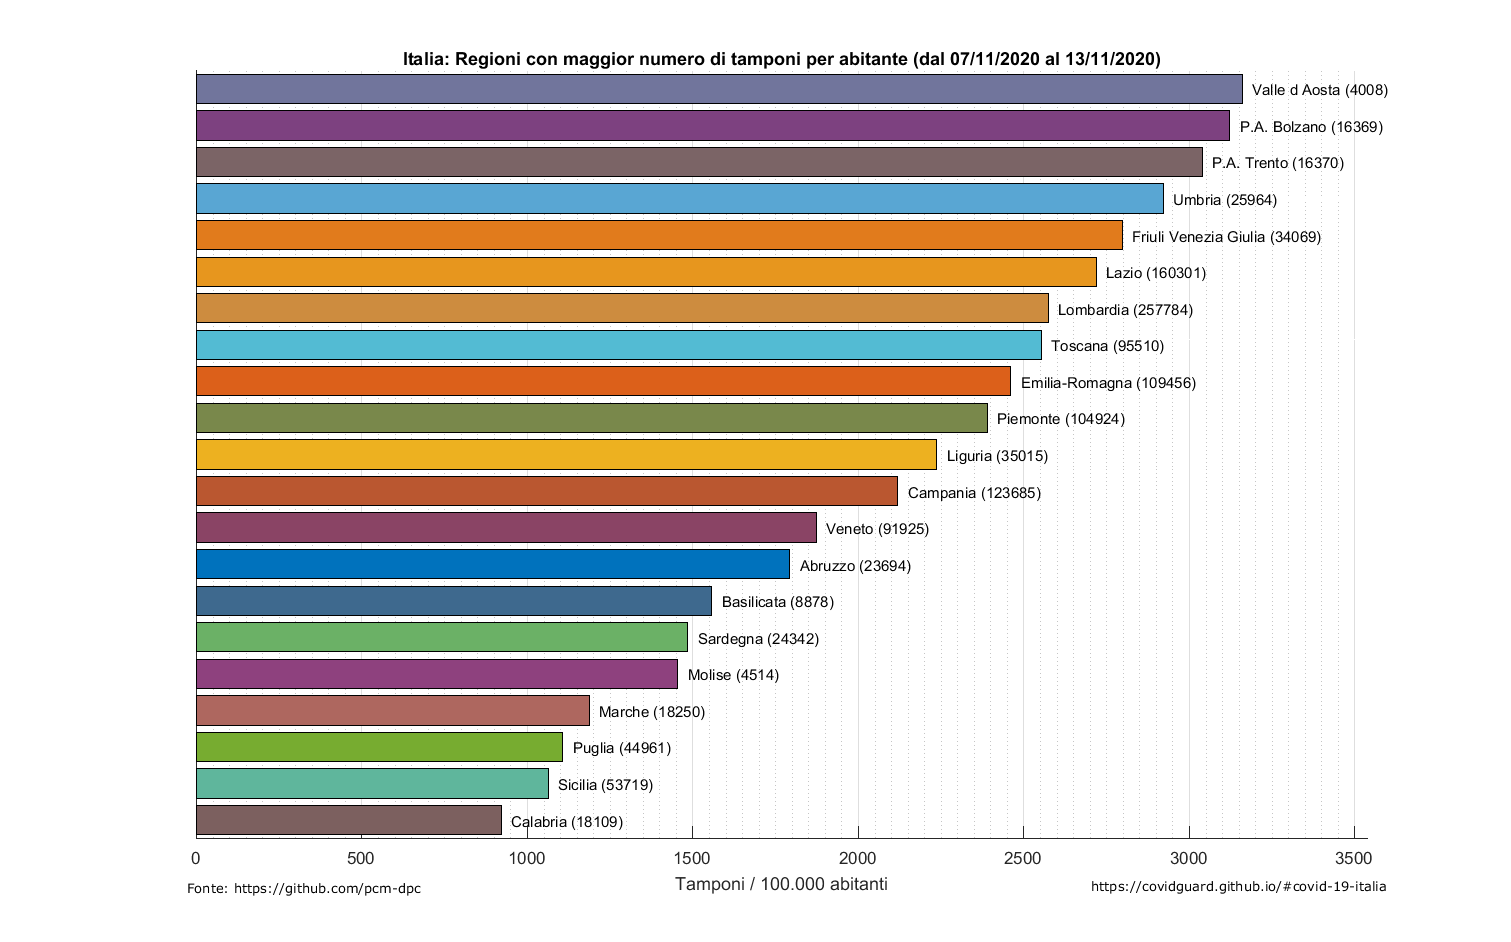 Italia: Regioni con maggior numero di tamponi per abitante (dal 07/11/2020 al 13/11/2020)
Valle d Aosta (4008)
P.A. Bolzano (16369)
P.A. Trento (16370)
Umbria (25964)
Friuli Venezia Giulia (34069)
Lazio (160301)
Lombardia (257784)
Toscana (95510)
Emilia-Romagna (109456)
Piemonte (104924)
Liguria (35015)
Campania (123685)
Veneto (91925)
Abruzzo (23694)
Basilicata (8878)
Sardegna (24342)
Molise (4514)
Marche (18250)
Puglia (44961)
Sicilia (53719)
Calabria (18109)
0 500 1000 1500 2000 2500 3000 3500
Tamponi / 100.000 abitanti
Fonte: https://github.com/pcm-dpc
https://covidguard.github.io/#covid-19-italia